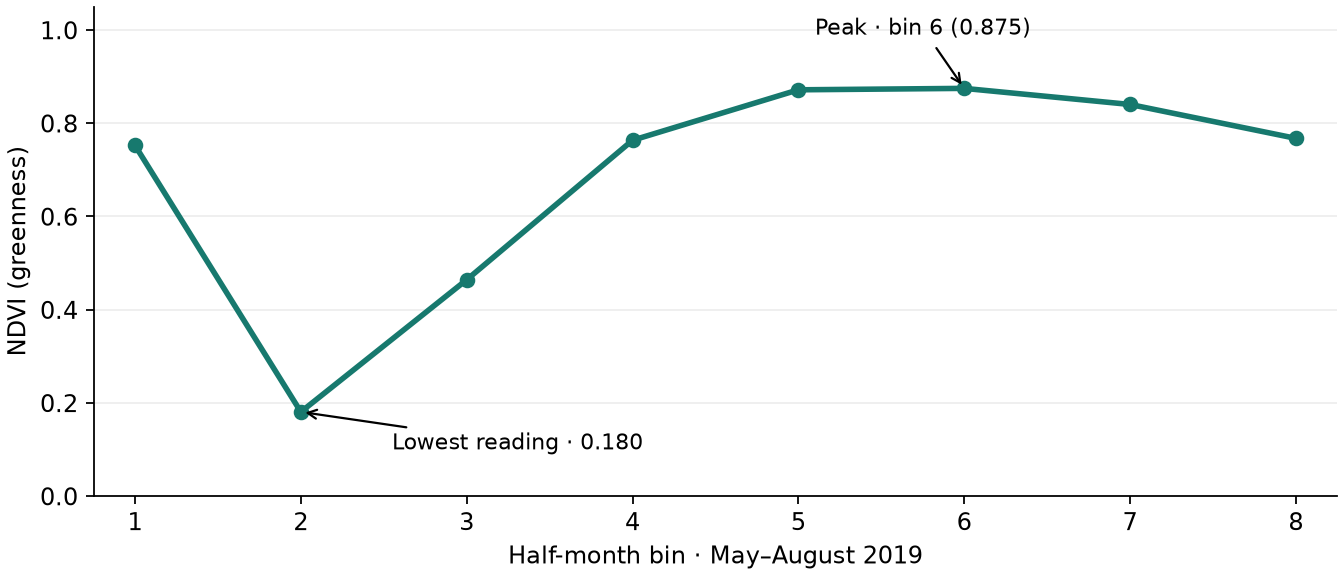 Peak · bin 6 (0.875)
Lowest reading · 0.180
NDVI (greenness)
1.0
0.8
0.6
0.4
0.2
0.0
1 2 3 4 5 6 7 8
Half-month bin · May–August 2019